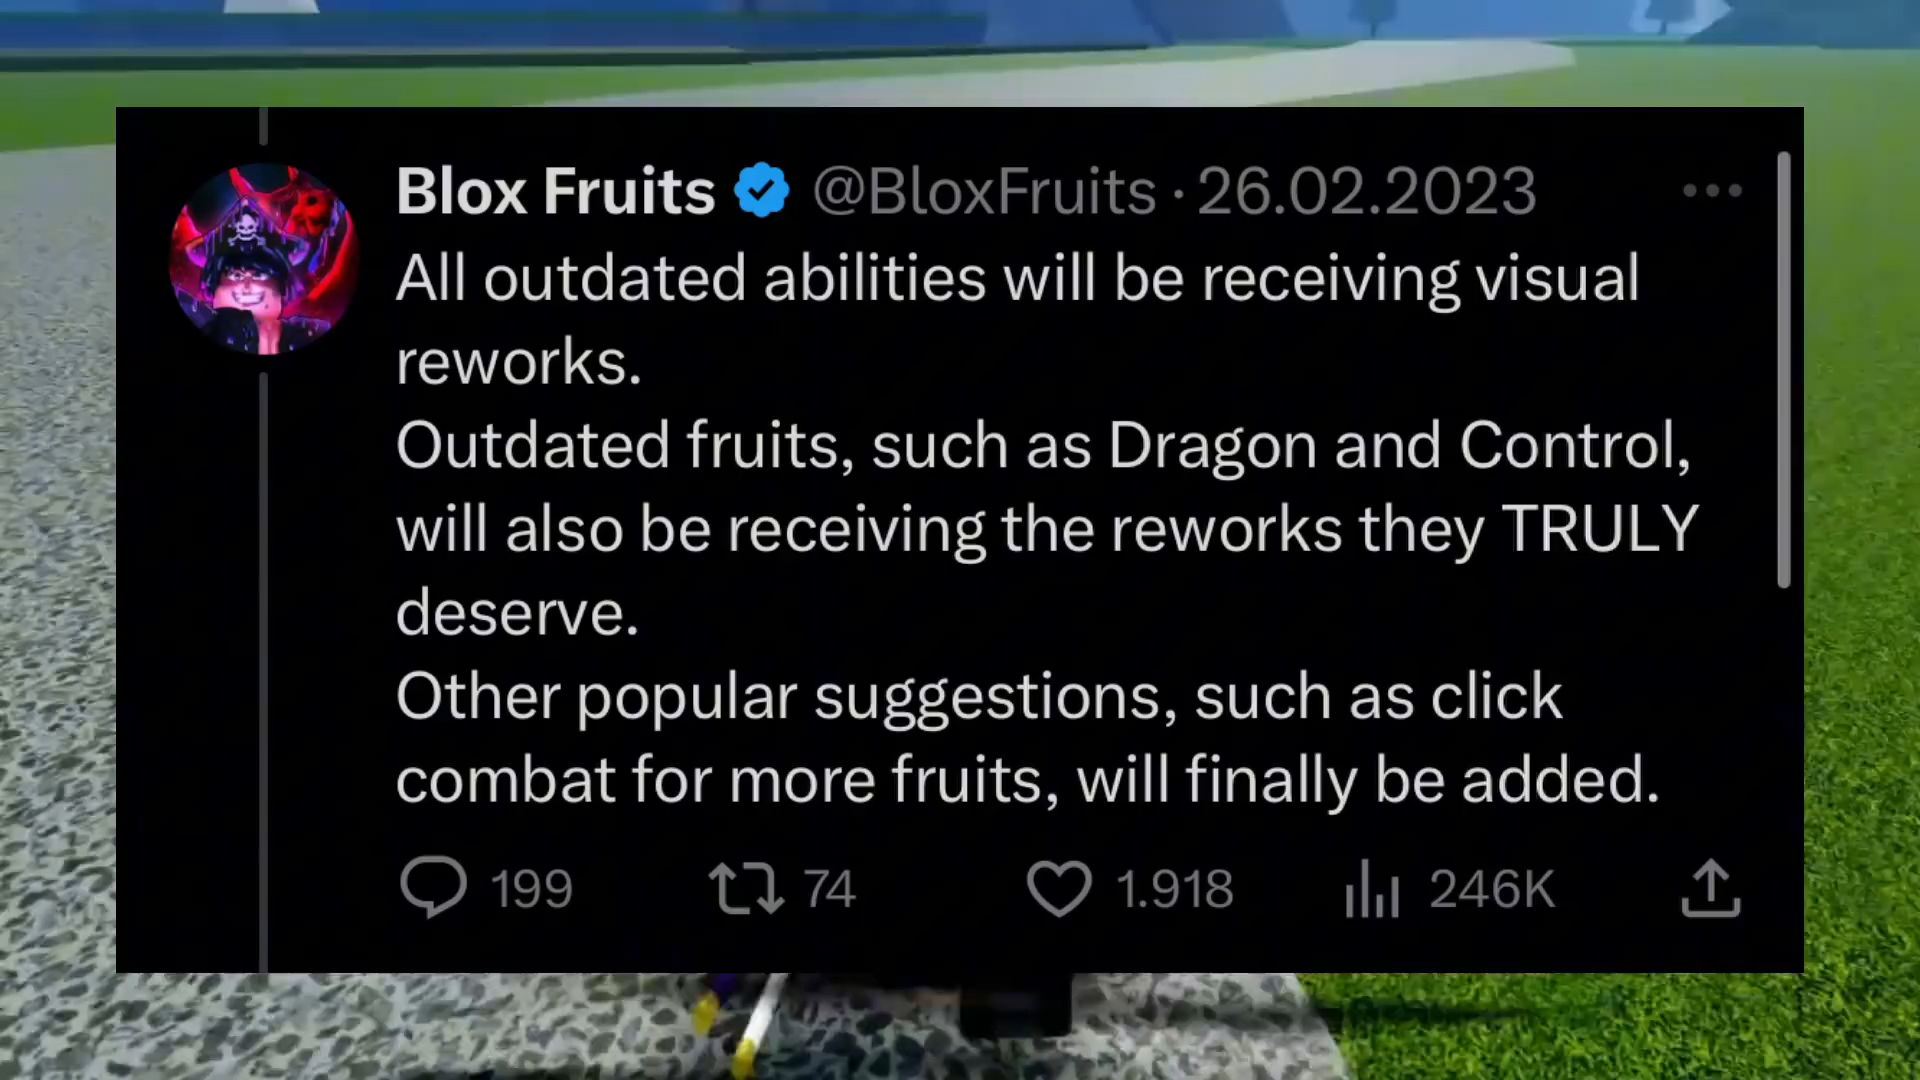 Blox Fruits @BloxFruits · 26.02.2023
All outdated abilities will be receiving visual
reworks.
Outdated fruits, such as Dragon and Control,
will also be receiving the reworks they TRULY
deserve.
Other popular suggestions, such as click
combat for more fruits, will finally be added.
199 74 1.918 246K